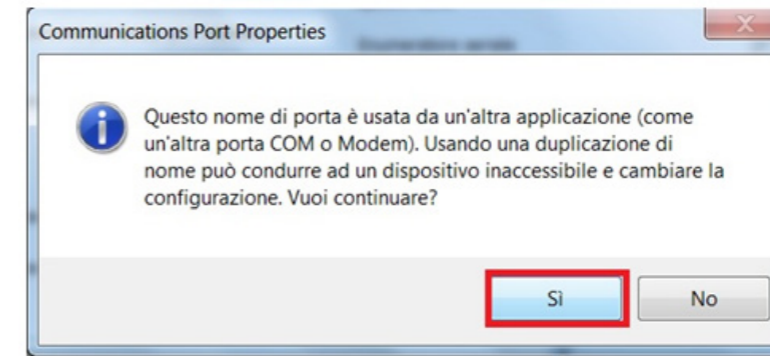 Communications Port Properties
Questo nome di porta è usata da un'altra applicazione (come
un'altra porta COM o Modem). Usando una duplicazione di
nome può condurre ad un dispositivo inaccessibile e cambiare la
configurazione. Vuoi continuare?
Sì
No